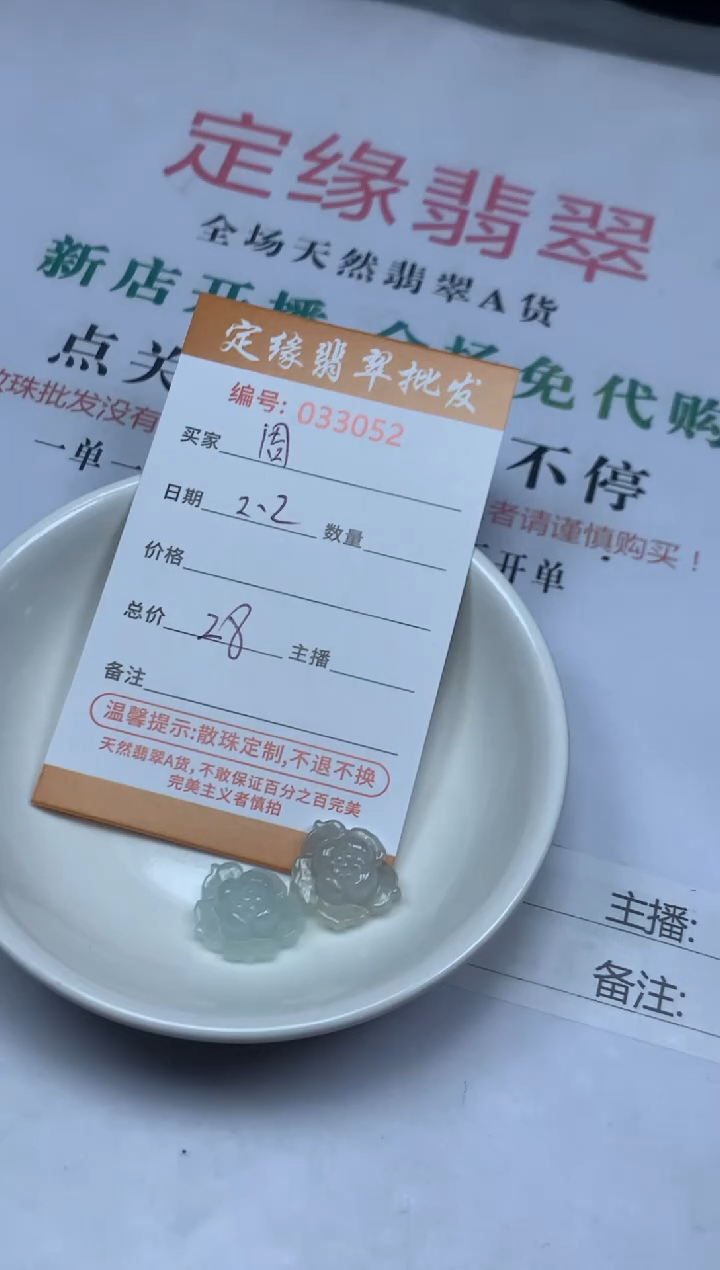 定缘翡翠
全场天然翡翠A货
新店开播 全场免代购
点关 不停
散珠批发没有 者请谨慎购买！
一单一 开单
定缘翡翠批发
编号: 033052
买家 周
日期 2、2 数量
价格
总价 28 主播
备注
温馨提示:散珠定制,不退不换
天然翡翠A货,不敢保证百分之百完美
完美主义者慎拍
主播:
备注: